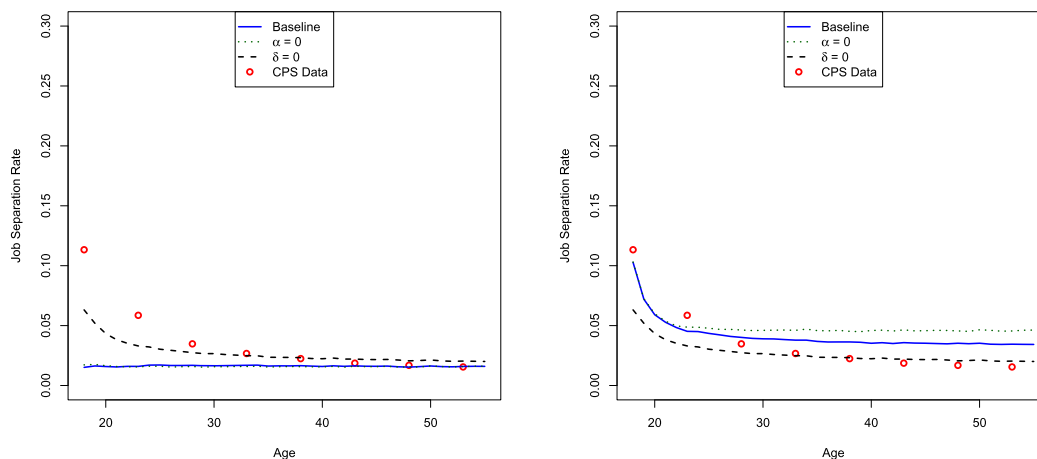 Baseline
α = 0
δ = 0
CPS Data
Job Separation Rate
0.00
0.05
0.10
0.15
0.20
0.25
0.30
20
30
40
50
Age
Baseline
α = 0
δ = 0
CPS Data
Job Separation Rate
0.00
0.05
0.10
0.15
0.20
0.25
0.30
20
30
40
50
Age